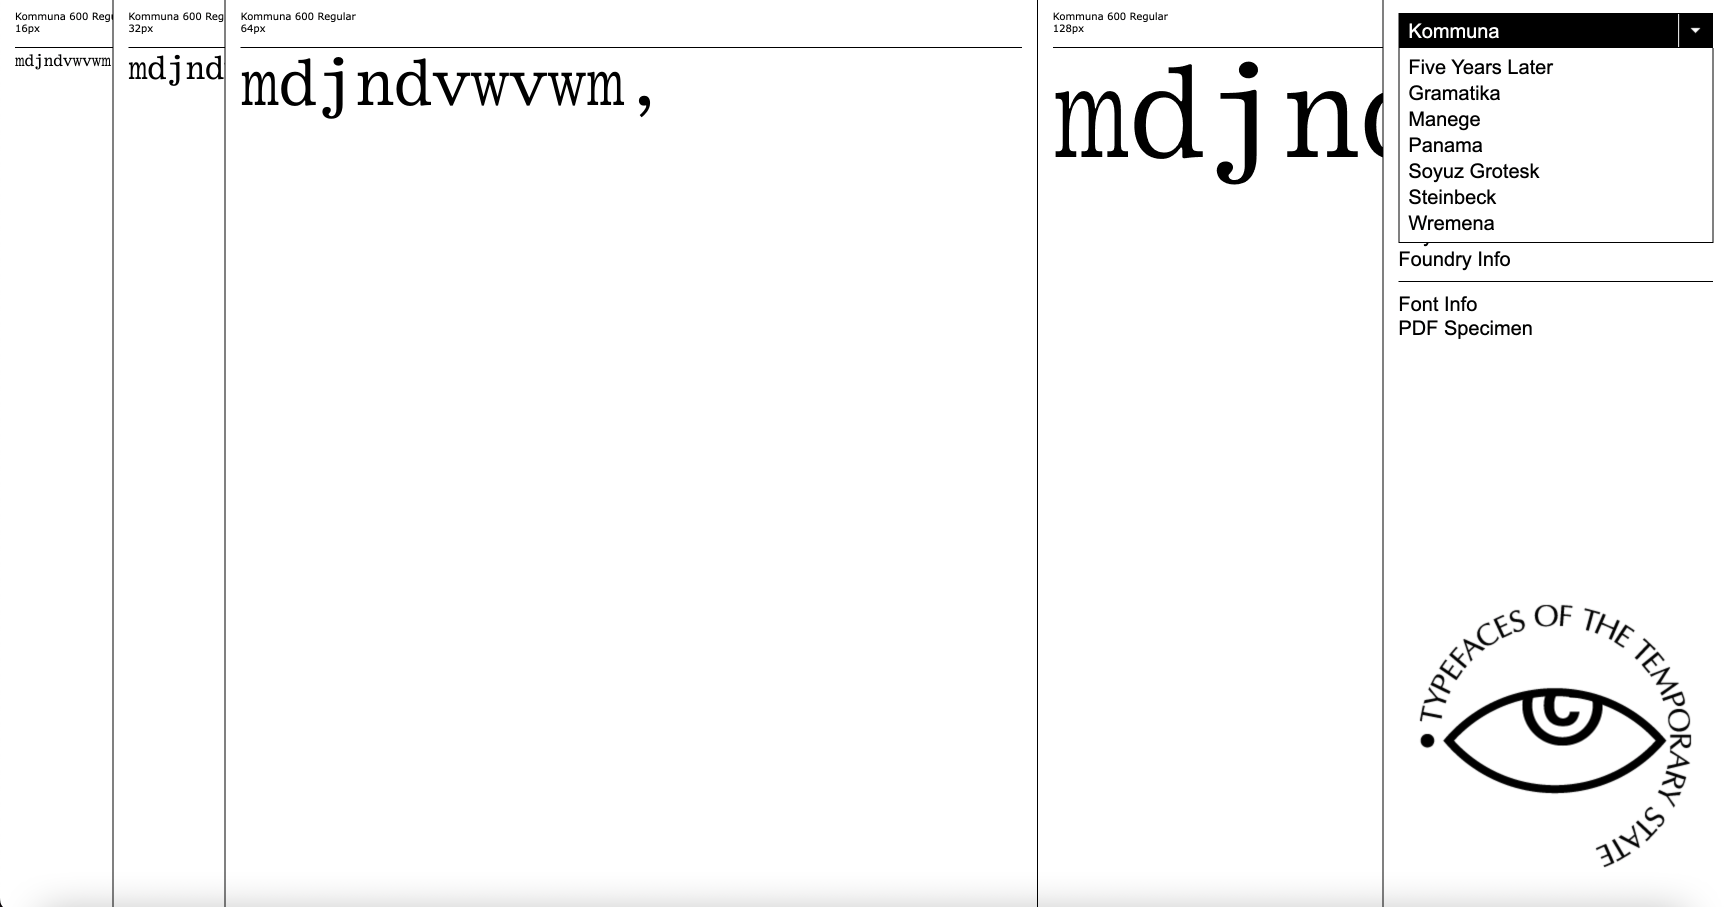 Kommuna 600 Reg
16px
mdjndvwvwm
Kommuna 600 Reg
32px
mdjnd
Kommuna 600 Regular
64px
mdjndvwvwm,
Kommuna 600 Regular
128px
mdjn
Kommuna
Five Years Later
Gramatika
Manege
Panama
Soyuz Grotesk
Steinbeck
Wremena
Foundry Info
Font Info
PDF Specimen
• TYPEFACES OF THE TEMPORARY STATE